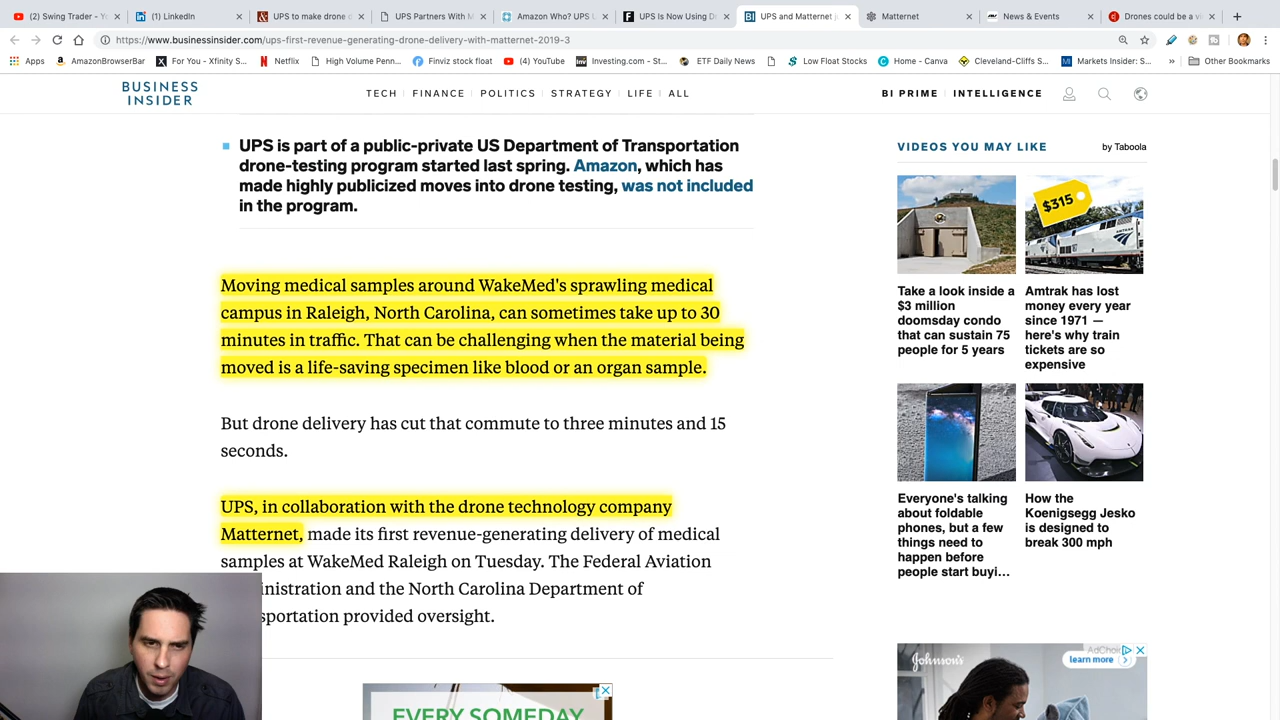 (2) Swing Trader - Yo
(1) LinkedIn
UPS to make drone d
UPS Partners With M
Amazon Who? UPS U
UPS Is Now Using D
UPS and Matternet j
Matternet
News & Events
Drones could be a vi
https://www.businessinsider.com/ups-first-revenue-generating-drone-delivery-with-matternet-2019-3
Apps
AmazonBrowserBar
For You - Xfinity S...
Netflix
High Volume Penn...
Finviz stock float
(4) YouTube
Investing.com - St...
ETF Daily News
Low Float Stocks
Home - Canva
Cleveland-Cliffs S...
Markets Insider: S...
»
Other Bookmarks
BUSINESS
INSIDER
TECH
FINANCE
POLITICS
STRATEGY
LIFE
ALL
BI PRIME
INTELLIGENCE
UPS is part of a public-private US Department of Transportation
drone-testing program started last spring. Amazon, which has
made highly publicized moves into drone testing, was not included
in the program.
Moving medical samples around WakeMed's sprawling medical
campus in Raleigh, North Carolina, can sometimes take up to 30
minutes in traffic. That can be challenging when the material being
moved is a life-saving specimen like blood or an organ sample.
But drone delivery has cut that commute to three minutes and 15
seconds.
UPS, in collaboration with the drone technology company
Matternet, made its first revenue-generating delivery of medical
samples at WakeMed Raleigh on Tuesday. The Federal Aviation
inistration and the North Carolina Department of
sportation provided oversight.
EVERY SOMEDAY
VIDEOS YOU MAY LIKE
by Taboola
$315
Take a look inside a
$3 million
doomsday condo
that can sustain 75
people for 5 years
Amtrak has lost
money every year
since 1971 —
here's why train
tickets are so
expensive
Everyone's talking
about foldable
phones, but a few
things need to
happen before
people start buyi...
How the
Koenigsegg Jesko
is designed to
break 300 mph
Johnson's
AdChoic
learn more